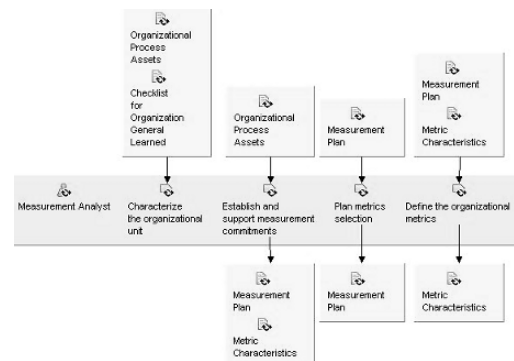 Organizational
Process
Assets
Checklist
for
Organization
General
Learned
Organizational
Process
Assets
Measurement
Plan
Measurement
Plan
Metric
Characteristics
Measurement Analyst
Characterize
the organizational
unit
Establish and
support measurement
commitments
Plan metrics
selection
Define the organizational
metrics
Measurement
Plan
Metric
Characteristics
Measurement
Plan
Metric
Characteristics